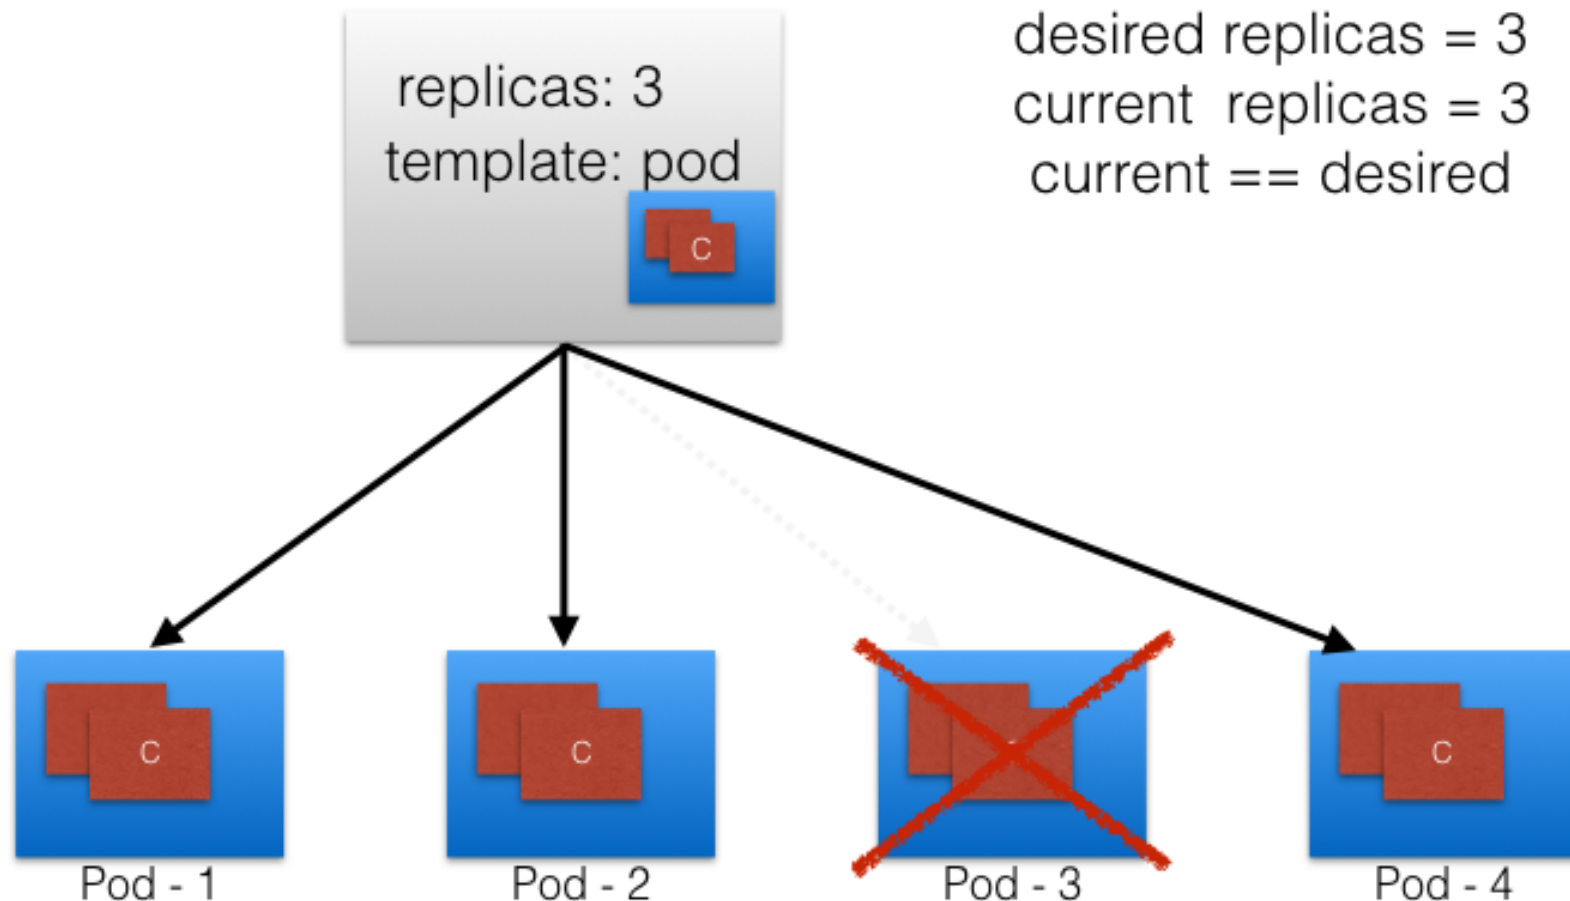 replicas: 3
template: pod
C
desired replicas = 3
current replicas = 3
current == desired
C
C
C
Pod - 1
Pod - 2
Pod - 3
Pod - 4